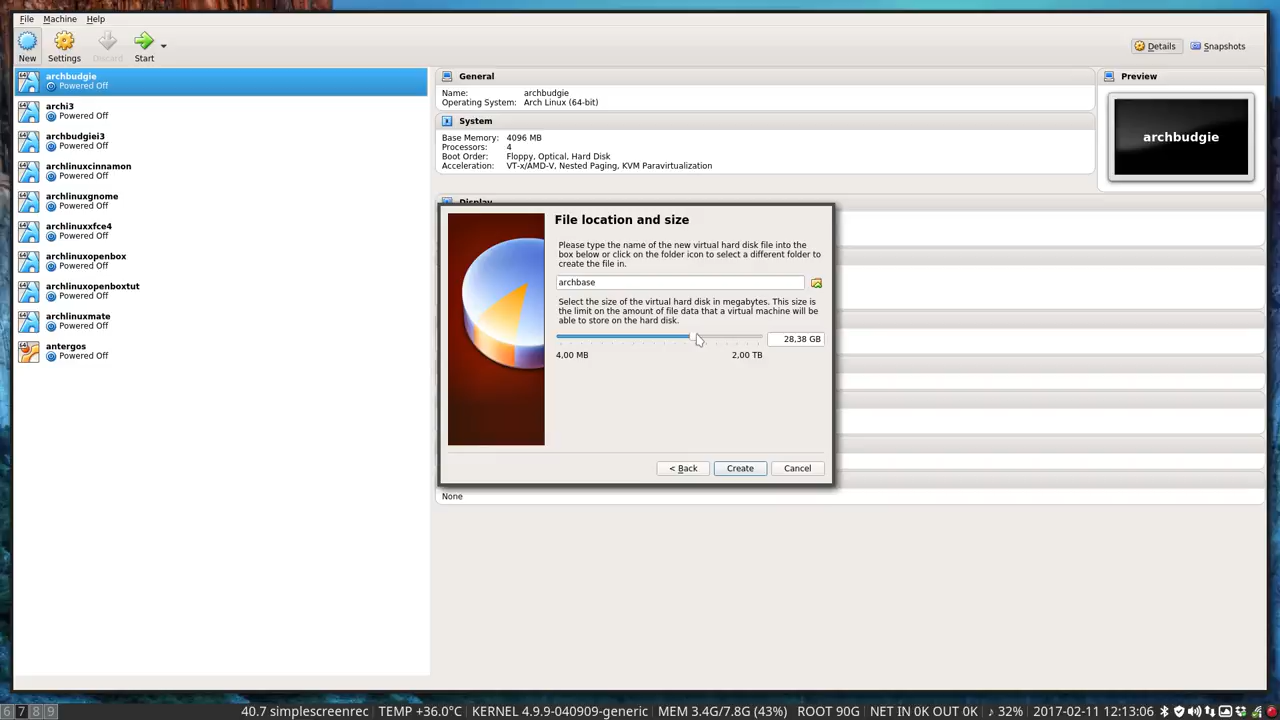 File Machine Help
New Settings Discard Start
Details Snapshots
archbudgie
Powered Off
archi3
Powered Off
archbudgiei3
Powered Off
archlinuxcinnamon
Powered Off
archlinuxgnome
Powered Off
archlinuxxfce4
Powered Off
archlinuxopenbox
Powered Off
archlinuxopenboxtut
Powered Off
archlinuxmate
Powered Off
antergos
Powered Off
General
Name: archbudgie
Operating System: Arch Linux (64-bit)
System
Base Memory: 4096 MB
Processors: 4
Boot Order: Floppy, Optical, Hard Disk
Acceleration: VT-x/AMD-V, Nested Paging, KVM Paravirtualization
Display
Preview
archbudgie
File location and size
Please type the name of the new virtual hard disk file into the
box below or click on the folder icon to select a different folder to
create the file in.
archbase
Select the size of the virtual hard disk in megabytes. This size is
the limit on the amount of file data that a virtual machine will be
able to store on the hard disk.
28,38 GB
4,00 MB 2,00 TB
< Back Create Cancel
None
6 7 8 9 40.7 simplescreenrec TEMP +36.0°C KERNEL 4.9.9-040909-generic MEM 3.4G/7.8G (43%) ROOT 90G NET IN 0K OUT 0K ♪ 32% 2017-02-11 12:13:06